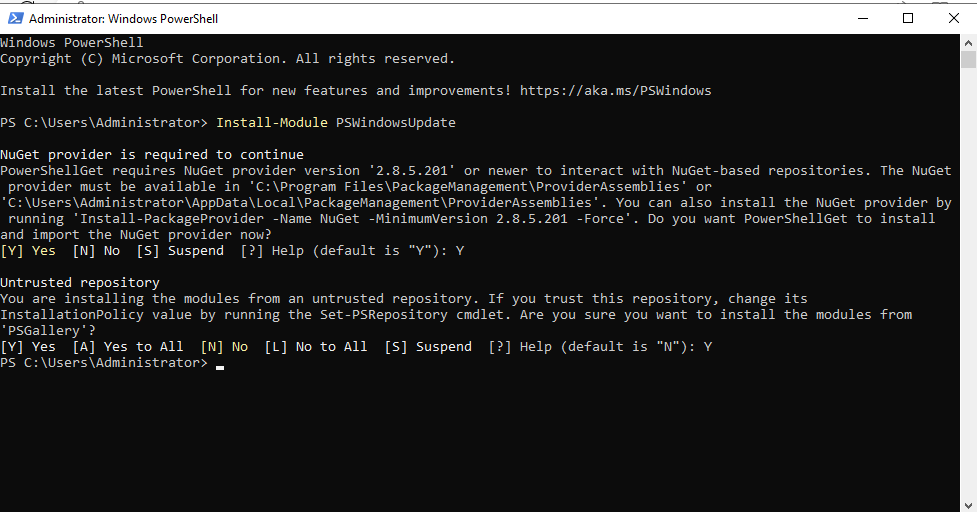 Administrator: Windows PowerShell
Windows PowerShell
Copyright (C) Microsoft Corporation. All rights reserved.
Install the latest PowerShell for new features and improvements! https://aka.ms/PSWindows
PS C:\Users\Administrator> Install-Module PSWindowsUpdate
NuGet provider is required to continue
PowerShellGet requires NuGet provider version '2.8.5.201' or newer to interact with NuGet-based repositories. The NuGet
provider must be available in 'C:\Program Files\PackageManagement\ProviderAssemblies' or
'C:\Users\Administrator\AppData\Local\PackageManagement\ProviderAssemblies'. You can also install the NuGet provider by
running 'Install-PackageProvider -Name NuGet -MinimumVersion 2.8.5.201 -Force'. Do you want PowerShellGet to install
and import the NuGet provider now?
[Y] Yes  [N] No  [S] Suspend  [?] Help (default is "Y"): Y
Untrusted repository
You are installing the modules from an untrusted repository. If you trust this repository, change its
InstallationPolicy value by running the Set-PSRepository cmdlet. Are you sure you want to install the modules from
'PSGallery'?
[Y] Yes  [A] Yes to All  [N] No  [L] No to All  [S] Suspend  [?] Help (default is "N"): Y
PS C:\Users\Administrator>